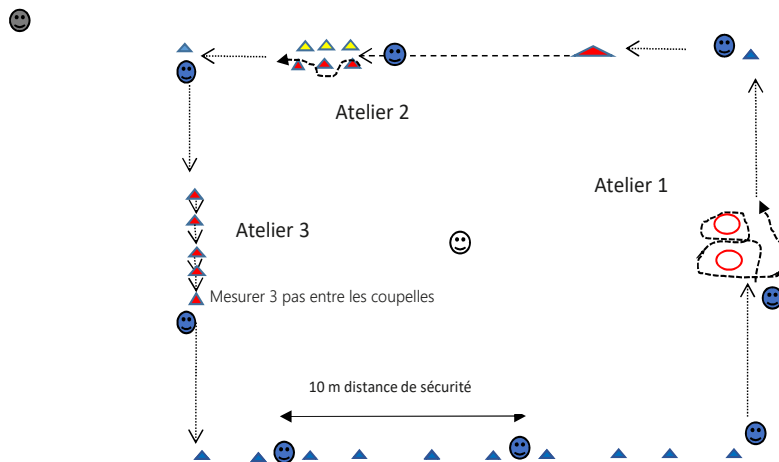 Atelier 2
Atelier 1
Atelier 3
Mesurer 3 pas entre les coupelles
10 m distance de sécurité